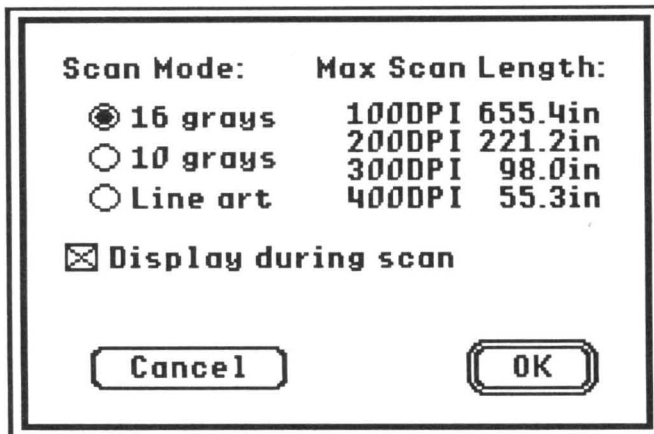 Scan Mode: Max Scan Length:
16 grays 100DPI 655.4in
10 grays 200DPI 221.2in
300DPI 98.0in
Line art 400DPI 55.3in
Display during scan
Cancel OK